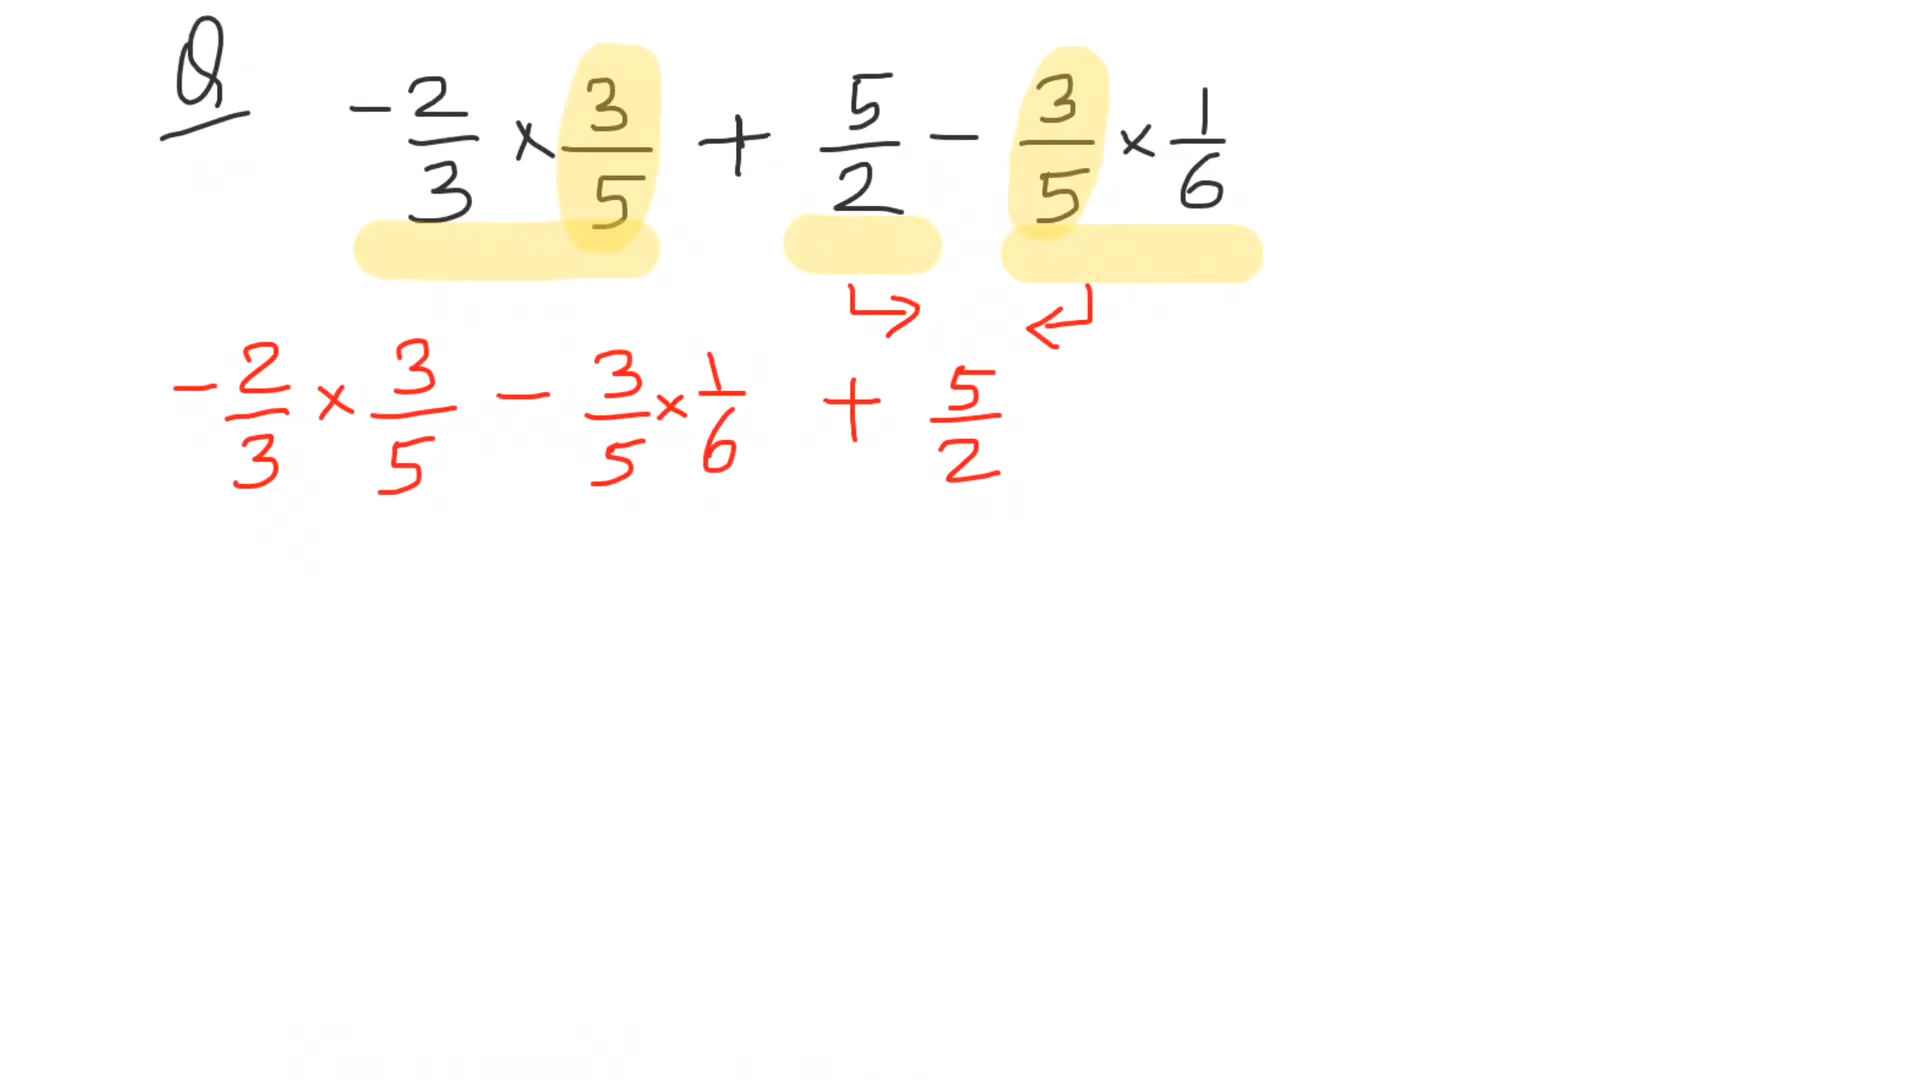 Q -2/3 × 3/5 + 5/2 - 3/5 × 1/6
-2/3 × 3/5 - 3/5 × 1/6 + 5/2